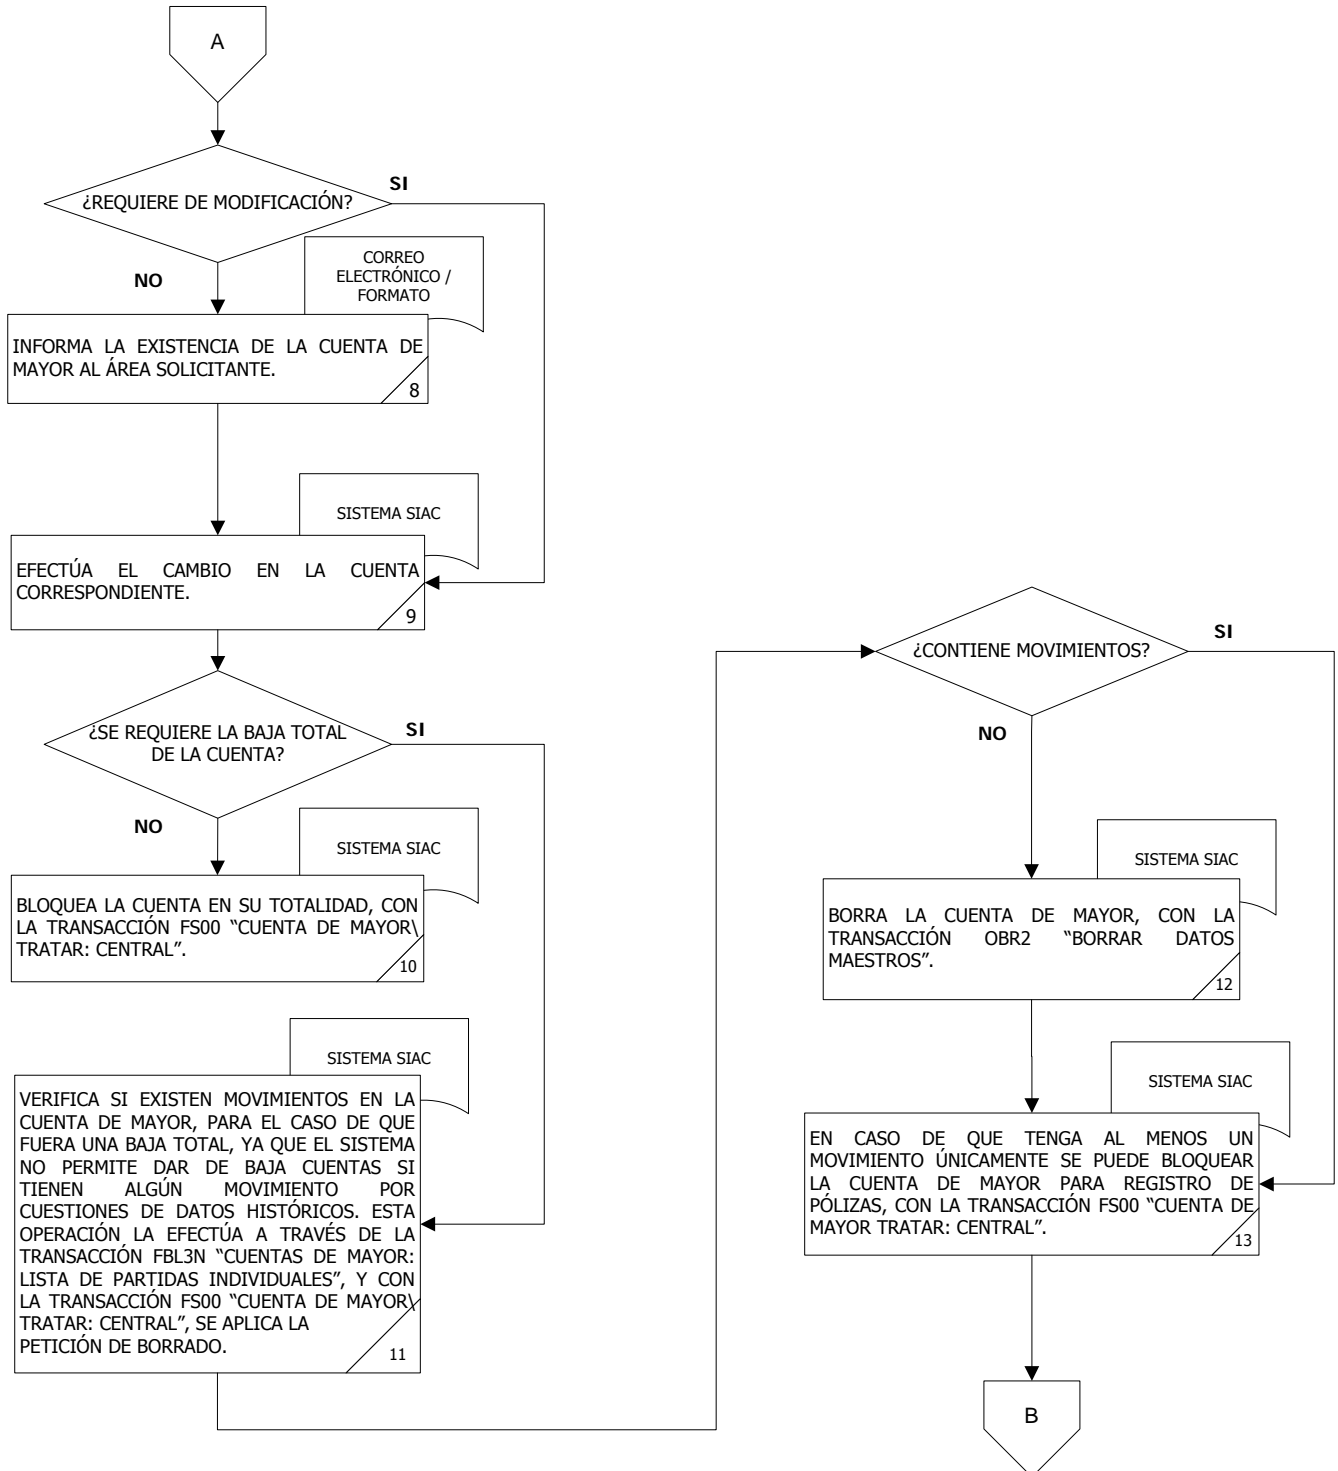 A
¿REQUIERE DE MODIFICACIÓN?
SI
NO
CORREO
ELECTRÓNICO /
FORMATO
INFORMA LA EXISTENCIA DE LA CUENTA DE
MAYOR AL ÁREA SOLICITANTE.
8
SISTEMA SIAC
EFECTÚA EL CAMBIO EN LA CUENTA
CORRESPONDIENTE.
9
¿SE REQUIERE LA BAJA TOTAL
DE LA CUENTA?
SI
NO
SISTEMA SIAC
BLOQUEA LA CUENTA EN SU TOTALIDAD, CON
LA TRANSACCIÓN FS00 “CUENTA DE MAYOR\
TRATAR: CENTRAL”.
10
SISTEMA SIAC
VERIFICA SI EXISTEN MOVIMIENTOS EN LA
CUENTA DE MAYOR, PARA EL CASO DE QUE
FUERA UNA BAJA TOTAL, YA QUE EL SISTEMA
NO PERMITE DAR DE BAJA CUENTAS SI
TIENEN ALGÚN MOVIMIENTO POR
CUESTIONES DE DATOS HISTÓRICOS. ESTA
OPERACIÓN LA EFECTÚA A TRAVÉS DE LA
TRANSACCIÓN FBL3N “CUENTAS DE MAYOR:
LISTA DE PARTIDAS INDIVIDUALES”, Y CON
LA TRANSACCIÓN FS00 “CUENTA DE MAYOR\
TRATAR: CENTRAL”, SE APLICA LA
PETICIÓN DE BORRADO.
11
¿CONTIENE MOVIMIENTOS?
SI
NO
SISTEMA SIAC
BORRA LA CUENTA DE MAYOR, CON LA
TRANSACCIÓN OBR2 “BORRAR DATOS
MAESTROS”.
12
SISTEMA SIAC
EN CASO DE QUE TENGA AL MENOS UN
MOVIMIENTO ÚNICAMENTE SE PUEDE BLOQUEAR
LA CUENTA DE MAYOR PARA REGISTRO DE
PÓLIZAS, CON LA TRANSACCIÓN FS00 “CUENTA DE
MAYOR TRATAR: CENTRAL”.
13
B